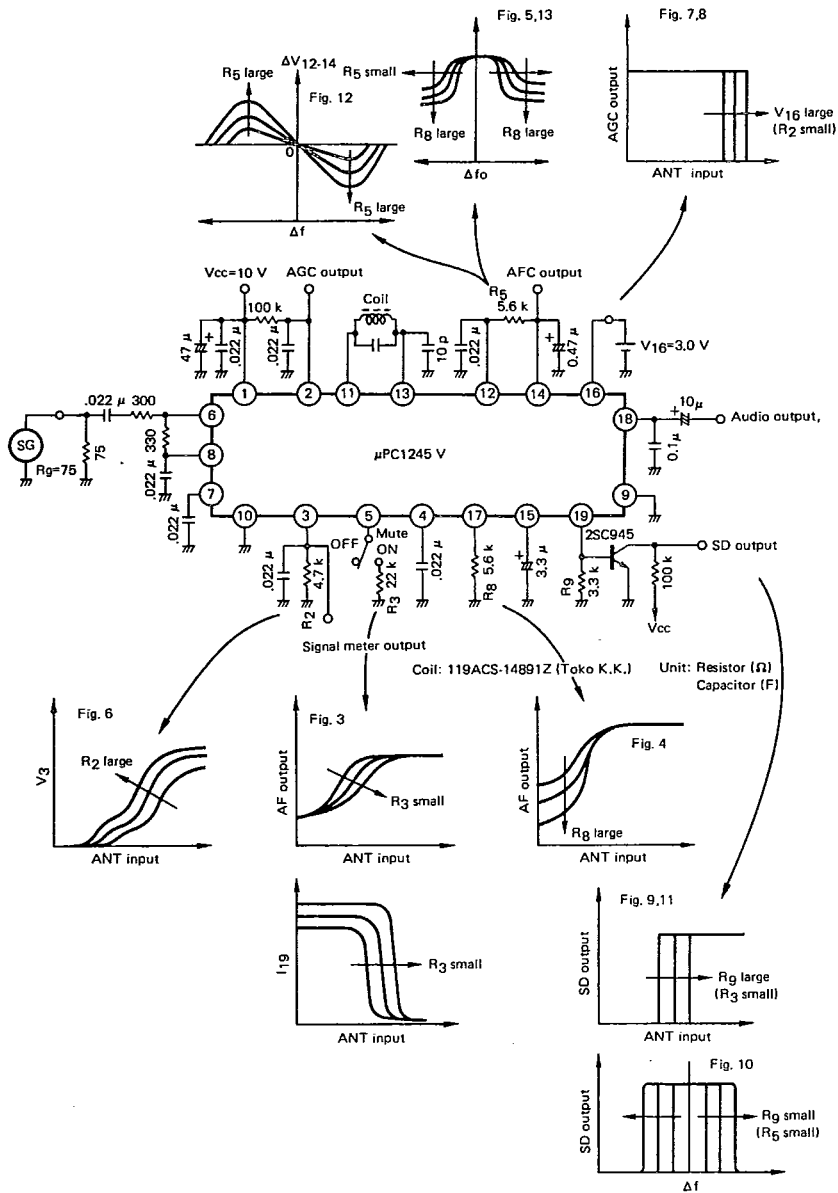 Fig. 5,13
Fig. 7,8
ΔV12-14
R5 large
Fig. 12
0
R5 large
Δf
R5 small
R8 large
R8 large
Δfo
AGC output
V16 large
(R2 small)
ANT input
Vcc=10 V
AGC output
100 k
47 μ
+
.022 μ
.022 μ
Coil
10 p
R5
5.6 k
AFC output
.022 μ
+
0.47 μ
V16=3.0 V
1
2
11
13
12
14
16
.022 μ
300
6
SG
Rg=75
75
330
8
.022 μ
7
.022 μ
μPC1245 V
18
+
10μ
Audio output,
0.1μ
9
10
3
5
4
17
15
19
OFF
Mute
ON
.022 μ
4.7 k
R2
R3 22 k
.022 μ
R8
5.6 k
+
3.3 μ
R9
3.3 k
2SC945
SD output
100 k
Vcc
Signal meter output
Coil: 119ACS-14891Z (Toko K.K.)
Unit: Resistor (Ω)
Capacitor (F)
Fig. 6
R2 large
V3
ANT input
Fig. 3
AF output
R3 small
ANT input
Fig. 4
AF output
R8 large
ANT input
I19
R3 small
ANT input
Fig. 9,11
SD output
R9 large
(R3 small)
ANT input
Fig. 10
SD output
R9 small
(R5 small)
Δf